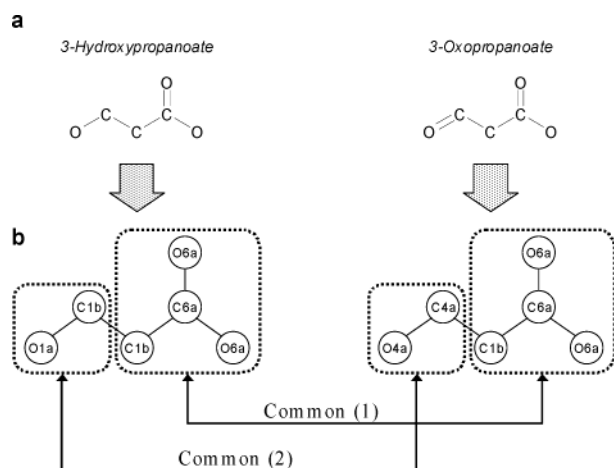 a
3-Hydroxypropanoate 3-Oxopropanoate
O O
C C C C
O C O O C O
b
O6a O6a
C1b C6a C4a C6a
O1a C1b O6a O4a C1b O6a
Common (1)
Common (2)